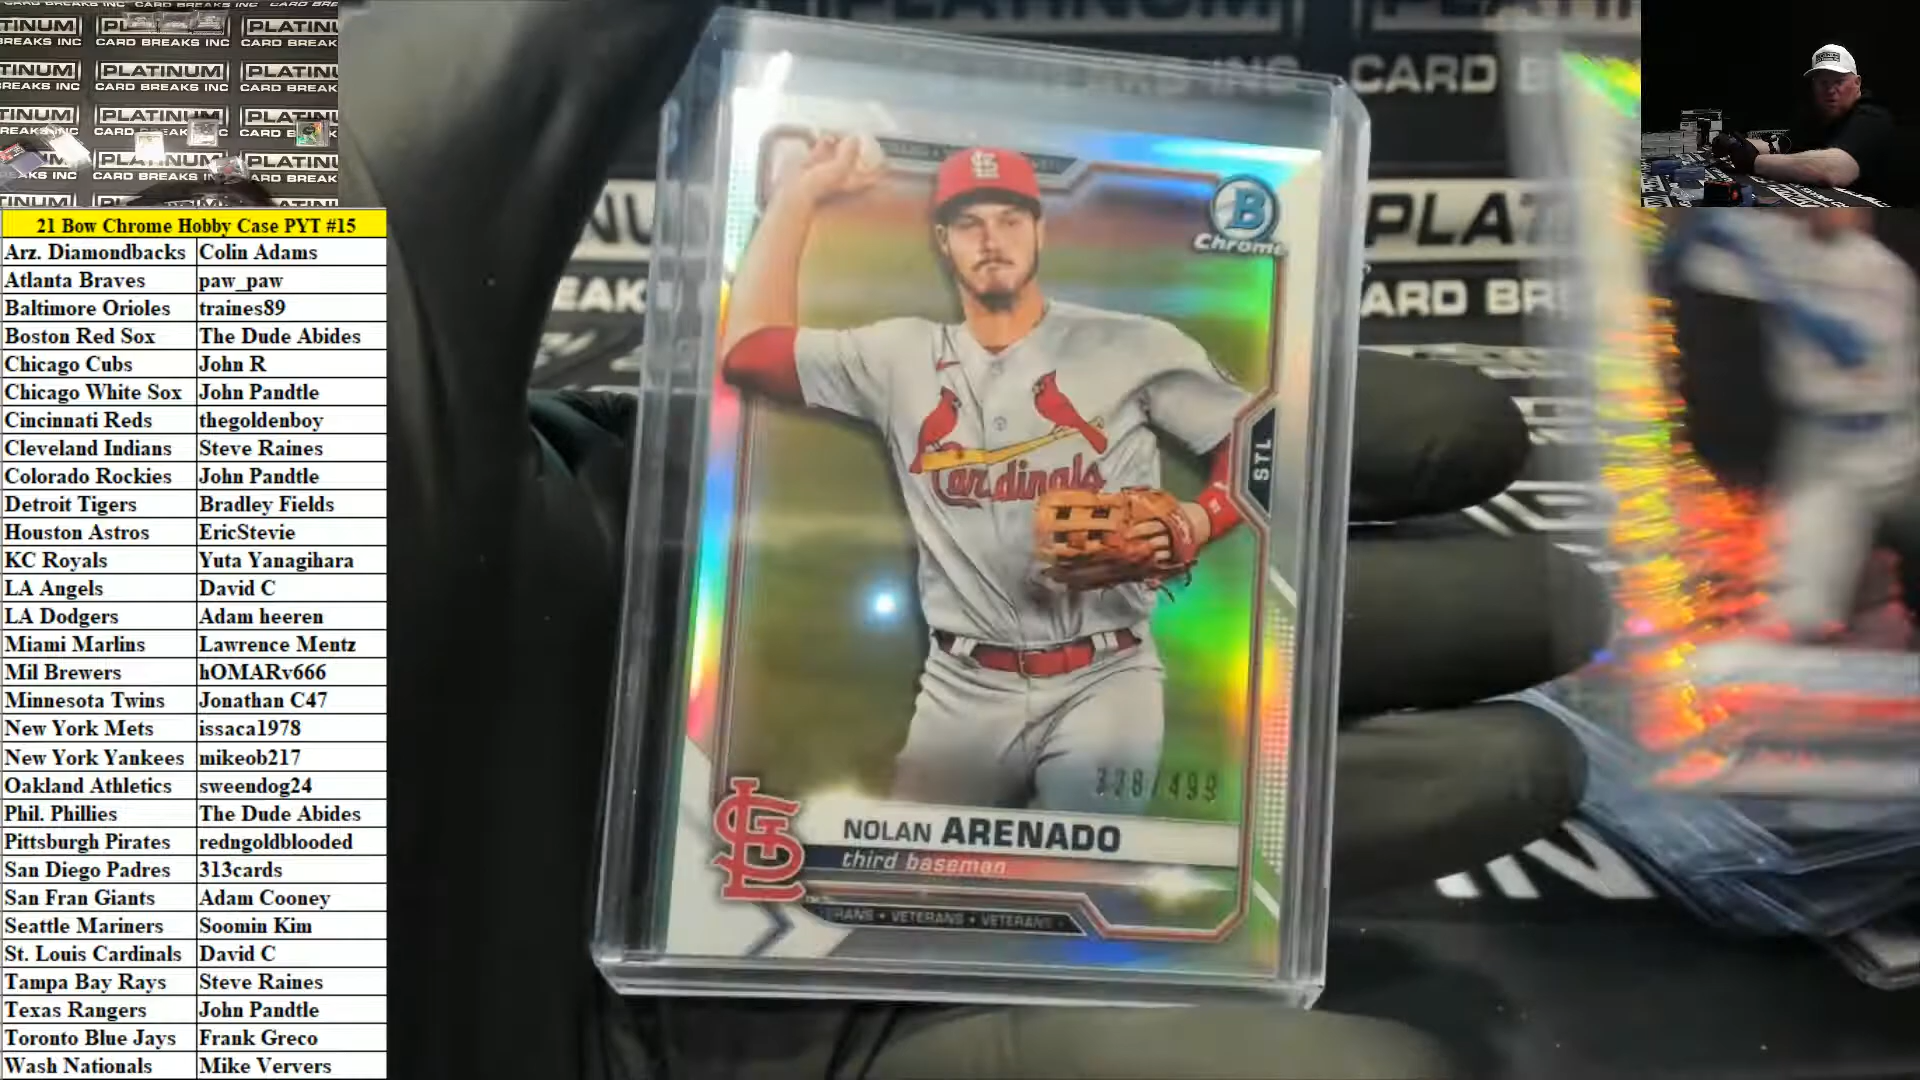 PLATINUM
CARD BREAKS INC
21 Bow Chrome Hobby Case PYT #15
Arz. Diamondbacks Colin Adams
Atlanta Braves paw_paw
Baltimore Orioles traines89
Boston Red Sox The Dude Abides
Chicago Cubs John R
Chicago White Sox John Pandtle
Cincinnati Reds thegoldenboy
Cleveland Indians Steve Raines
Colorado Rockies John Pandtle
Detroit Tigers Bradley Fields
Houston Astros EricStevie
KC Royals Yuta Yanagihara
LA Angels David C
LA Dodgers Adam heeren
Miami Marlins Lawrence Mentz
Mil Brewers hOMARv666
Minnesota Twins Jonathan C47
New York Mets issaca1978
New York Yankees mikeob217
Oakland Athletics sweendog24
Phil. Phillies The Dude Abides
Pittsburgh Pirates redngoldblooded
San Diego Padres 313cards
San Fran Giants Adam Cooney
Seattle Mariners Soomin Kim
St. Louis Cardinals David C
Tampa Bay Rays Steve Raines
Texas Rangers John Pandtle
Toronto Blue Jays Frank Greco
Wash Nationals Mike Ververs
B
Chrome
STL
Cardinals
338/499
NOLAN ARENADO
third baseman
STL
VETERANS • VETERANS